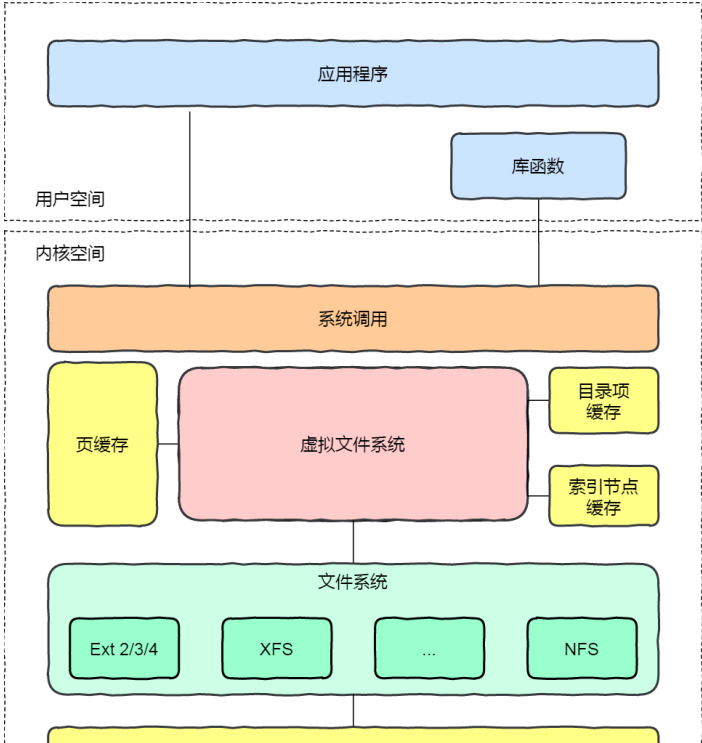 应用程序
库函数
用户空间
内核空间
系统调用
页缓存
虚拟文件系统
目录项
缓存
索引节点
缓存
文件系统
Ext 2/3/4
XFS
...
NFS